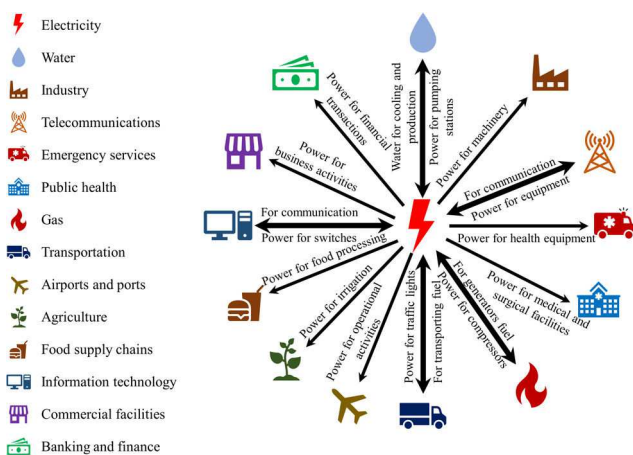 Electricity
Water
Industry
Telecommunications
Emergency services
Public health
Gas
Transportation
Airports and ports
Agriculture
Food supply chains
Information technology
Commercial facilities
Banking and finance
Water for cooling and
production
Power for pumping
stations
Power for machinery
For communication
Power for equipment
Power for health equipment
Power for medical and
surgical facilities
For generators fuel
Power for compressors
For transporting fuel
Power for traffic lights
Power for operational
activities
Power for irrigation
Power for food processing
For communication
Power for switches
Power for
business activities
Power for financial
transactions